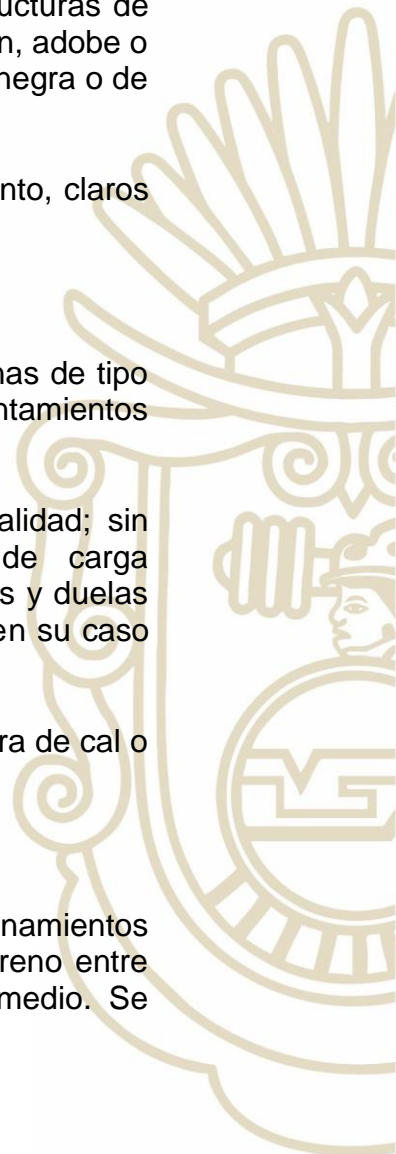 ucturas de
n, adobe o
negra o de
nto, claros
nas de tipo
ntamientos
alidad; sin
de carga
s y duelas
en su caso
ra de cal o
namientos
reno entre
medio. Se